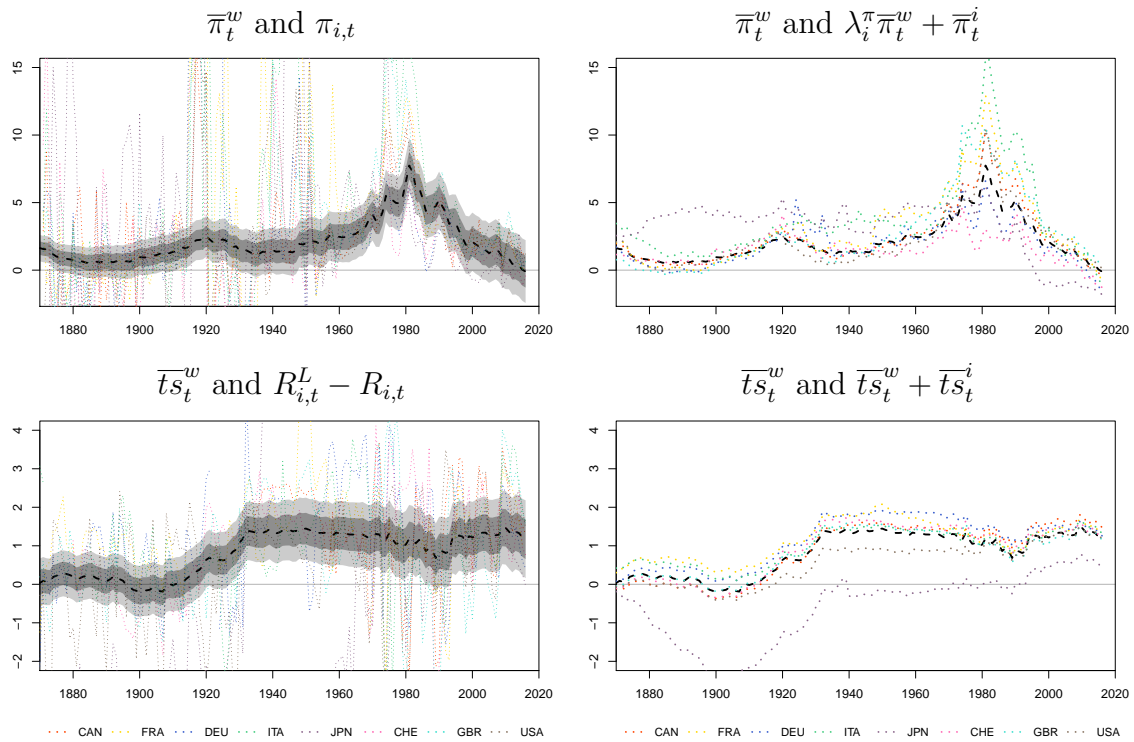 π̅ₜʷ and πᵢ,ₜ
π̅ₜʷ and λᵢ^π π̅ₜʷ + π̅ₜⁱ
15
10
5
0
1880 1900 1920 1940 1960 1980 2000 2020
15
10
5
0
1880 1900 1920 1940 1960 1980 2000 2020
t̅s̅ₜʷ and Rᴸᵢ,ₜ − Rᵢ,ₜ
t̅s̅ₜʷ and t̅s̅ₜʷ + t̅s̅ₜⁱ
4
3
2
1
0
−1
−2
1880 1900 1920 1940 1960 1980 2000 2020
4
3
2
1
0
−1
−2
1880 1900 1920 1940 1960 1980 2000 2020
CAN FRA DEU ITA JPN CHE GBR USA
CAN FRA DEU ITA JPN CHE GBR USA